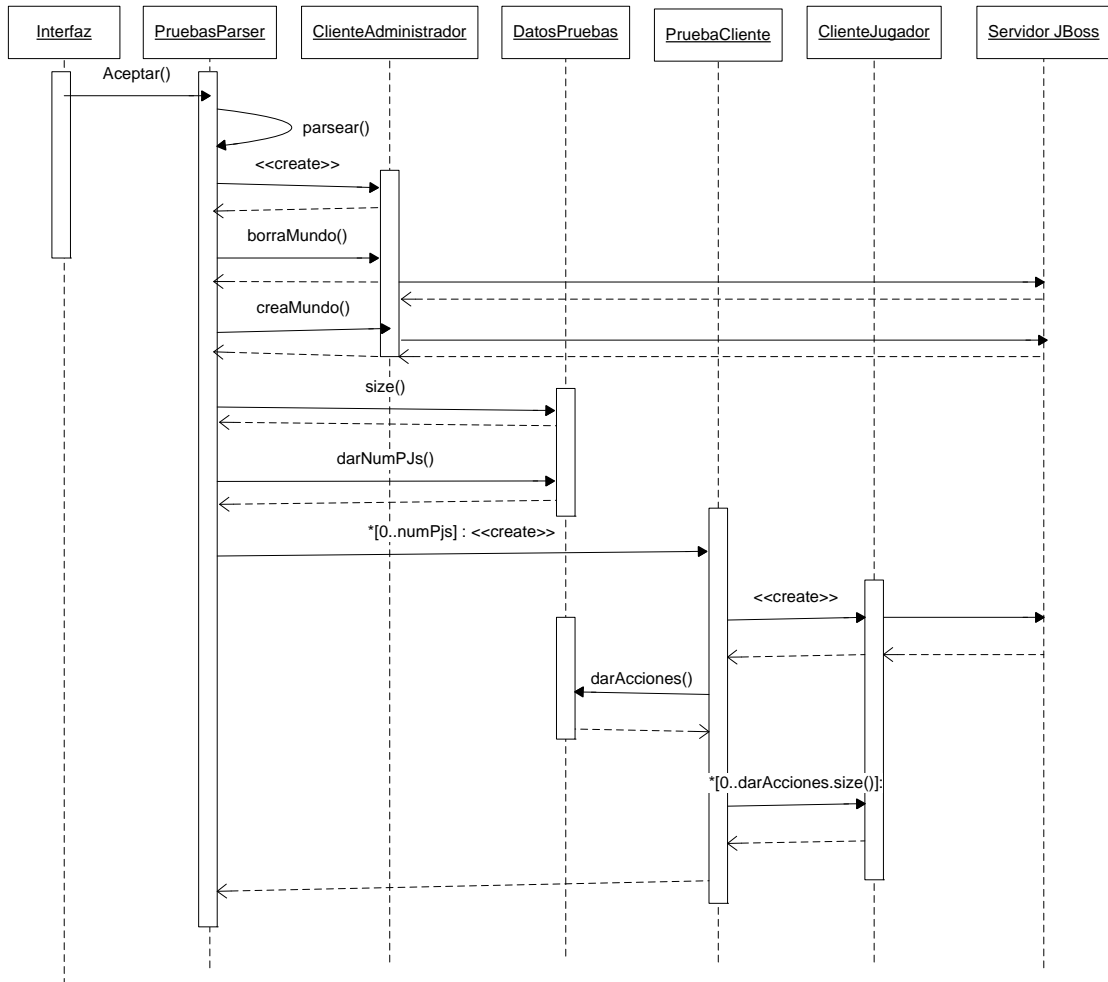 Interfaz
PruebasParser
ClienteAdministrador
DatosPruebas
PruebaCliente
ClienteJugador
Servidor JBoss
Aceptar()
parsear()
<<create>>
borraMundo()
creaMundo()
size()
darNumPJs()
*[0..numPjs] : <<create>>
<<create>>
darAcciones()
*[0..darAcciones.size()]: